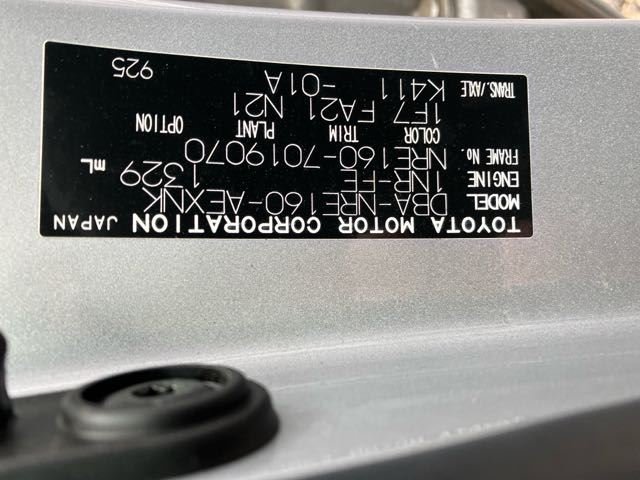 TOYOTA MOTOR CORPORATION JAPAN
MODEL DBA-NRE160-AEXNK
ENGINE 1NR-FE 1329 mL
FRAME No. NRE160-7019070
COLOR TRIM PLANT OPTION
1F7 FA21 N21
TRANS./AXLE K411 -01A 925